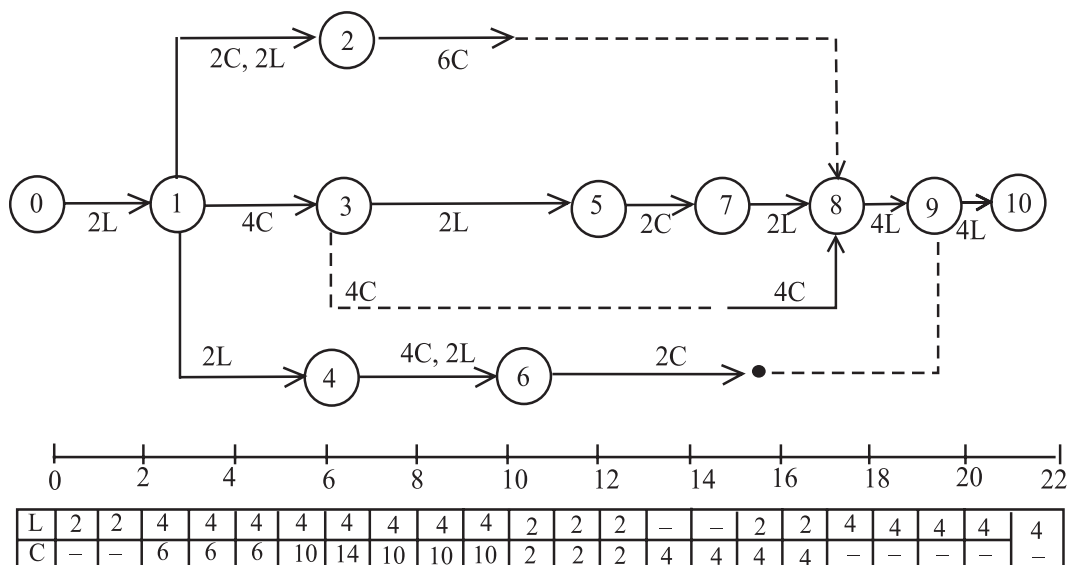 2
2C, 2L
6C
0
1
3
5
7
8
9
10
2L
4C
2L
2C
2L
4L
4L
4C
4C
2L
4C, 2L
2C
4
6
0 2 4 6 8 10 12 14 16 18 20 22
L 2 2 4 4 4 4 4 4 4 4 2 2 2 – – 2 2 4 4 4 4 4
C – – 6 6 6 10 14 10 10 10 2 2 2 4 4 4 4 – – – – –